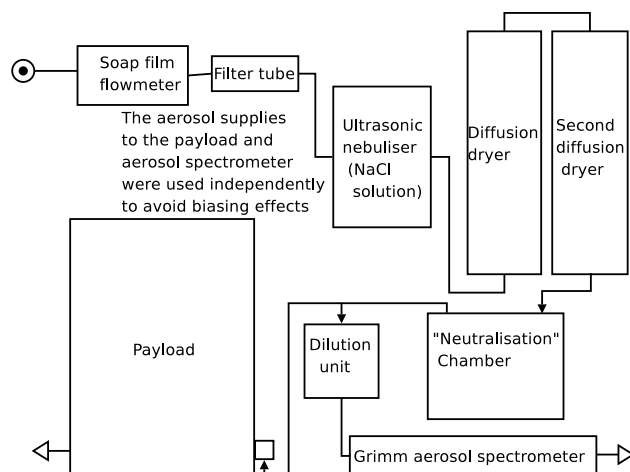 Soap film
flowmeter
Filter tube
The aerosol supplies
to the payload and
aerosol spectrometer
were used independently
to avoid biasing effects
Ultrasonic
nebuliser
(NaCl
solution)
Diffusion
dryer
Second
diffusion
dryer
Payload
Dilution
unit
"Neutralisation"
Chamber
Grimm aerosol spectrometer